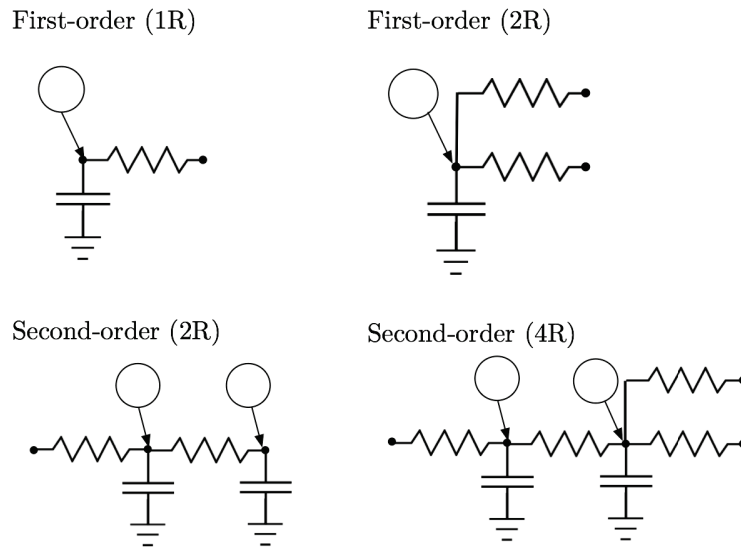 First-order (1R)
First-order (2R)
Second-order (2R)
Second-order (4R)